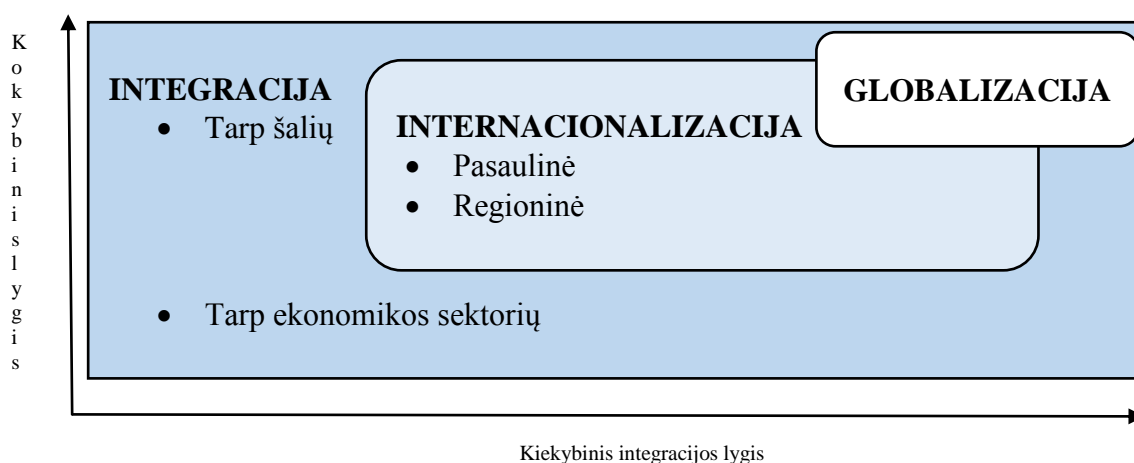 Kokybinis lygis
INTEGRACIJA
• Tarp šalių
INTERNACIONALIZACIJA
• Pasaulinė
• Regioninė
GLOBALIZACIJA
• Tarp ekonomikos sektorių
Kiekybinis integracijos lygis